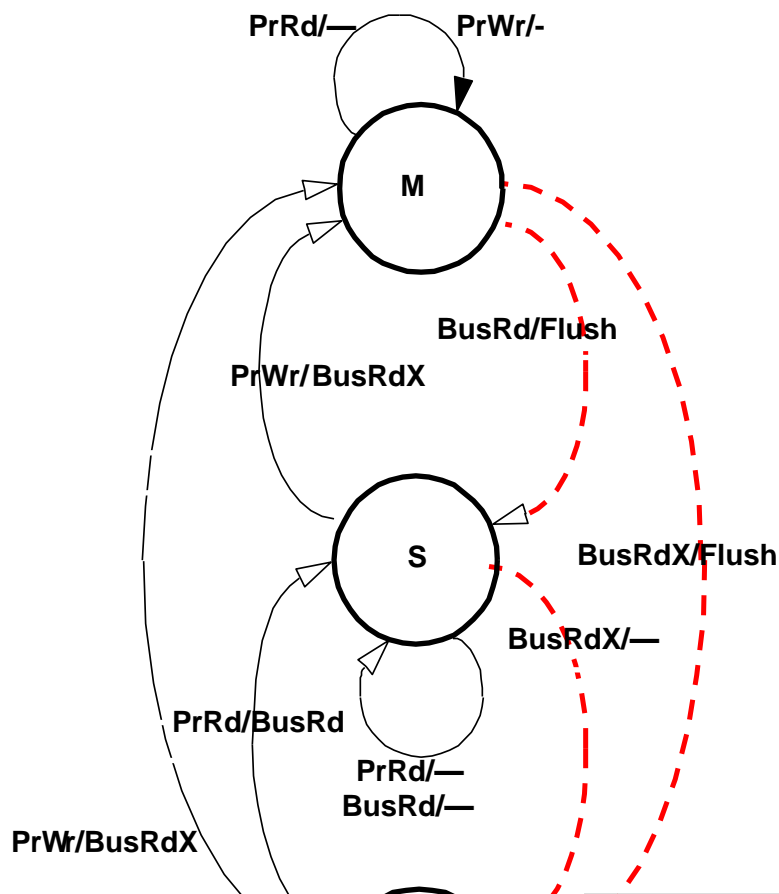 PrRd/— PrWr/-
M
BusRd/Flush
PrWr/BusRdX
S
BusRdX/Flush
BusRdX/—
PrRd/BusRd
PrRd/—
BusRd/—
PrWr/BusRdX